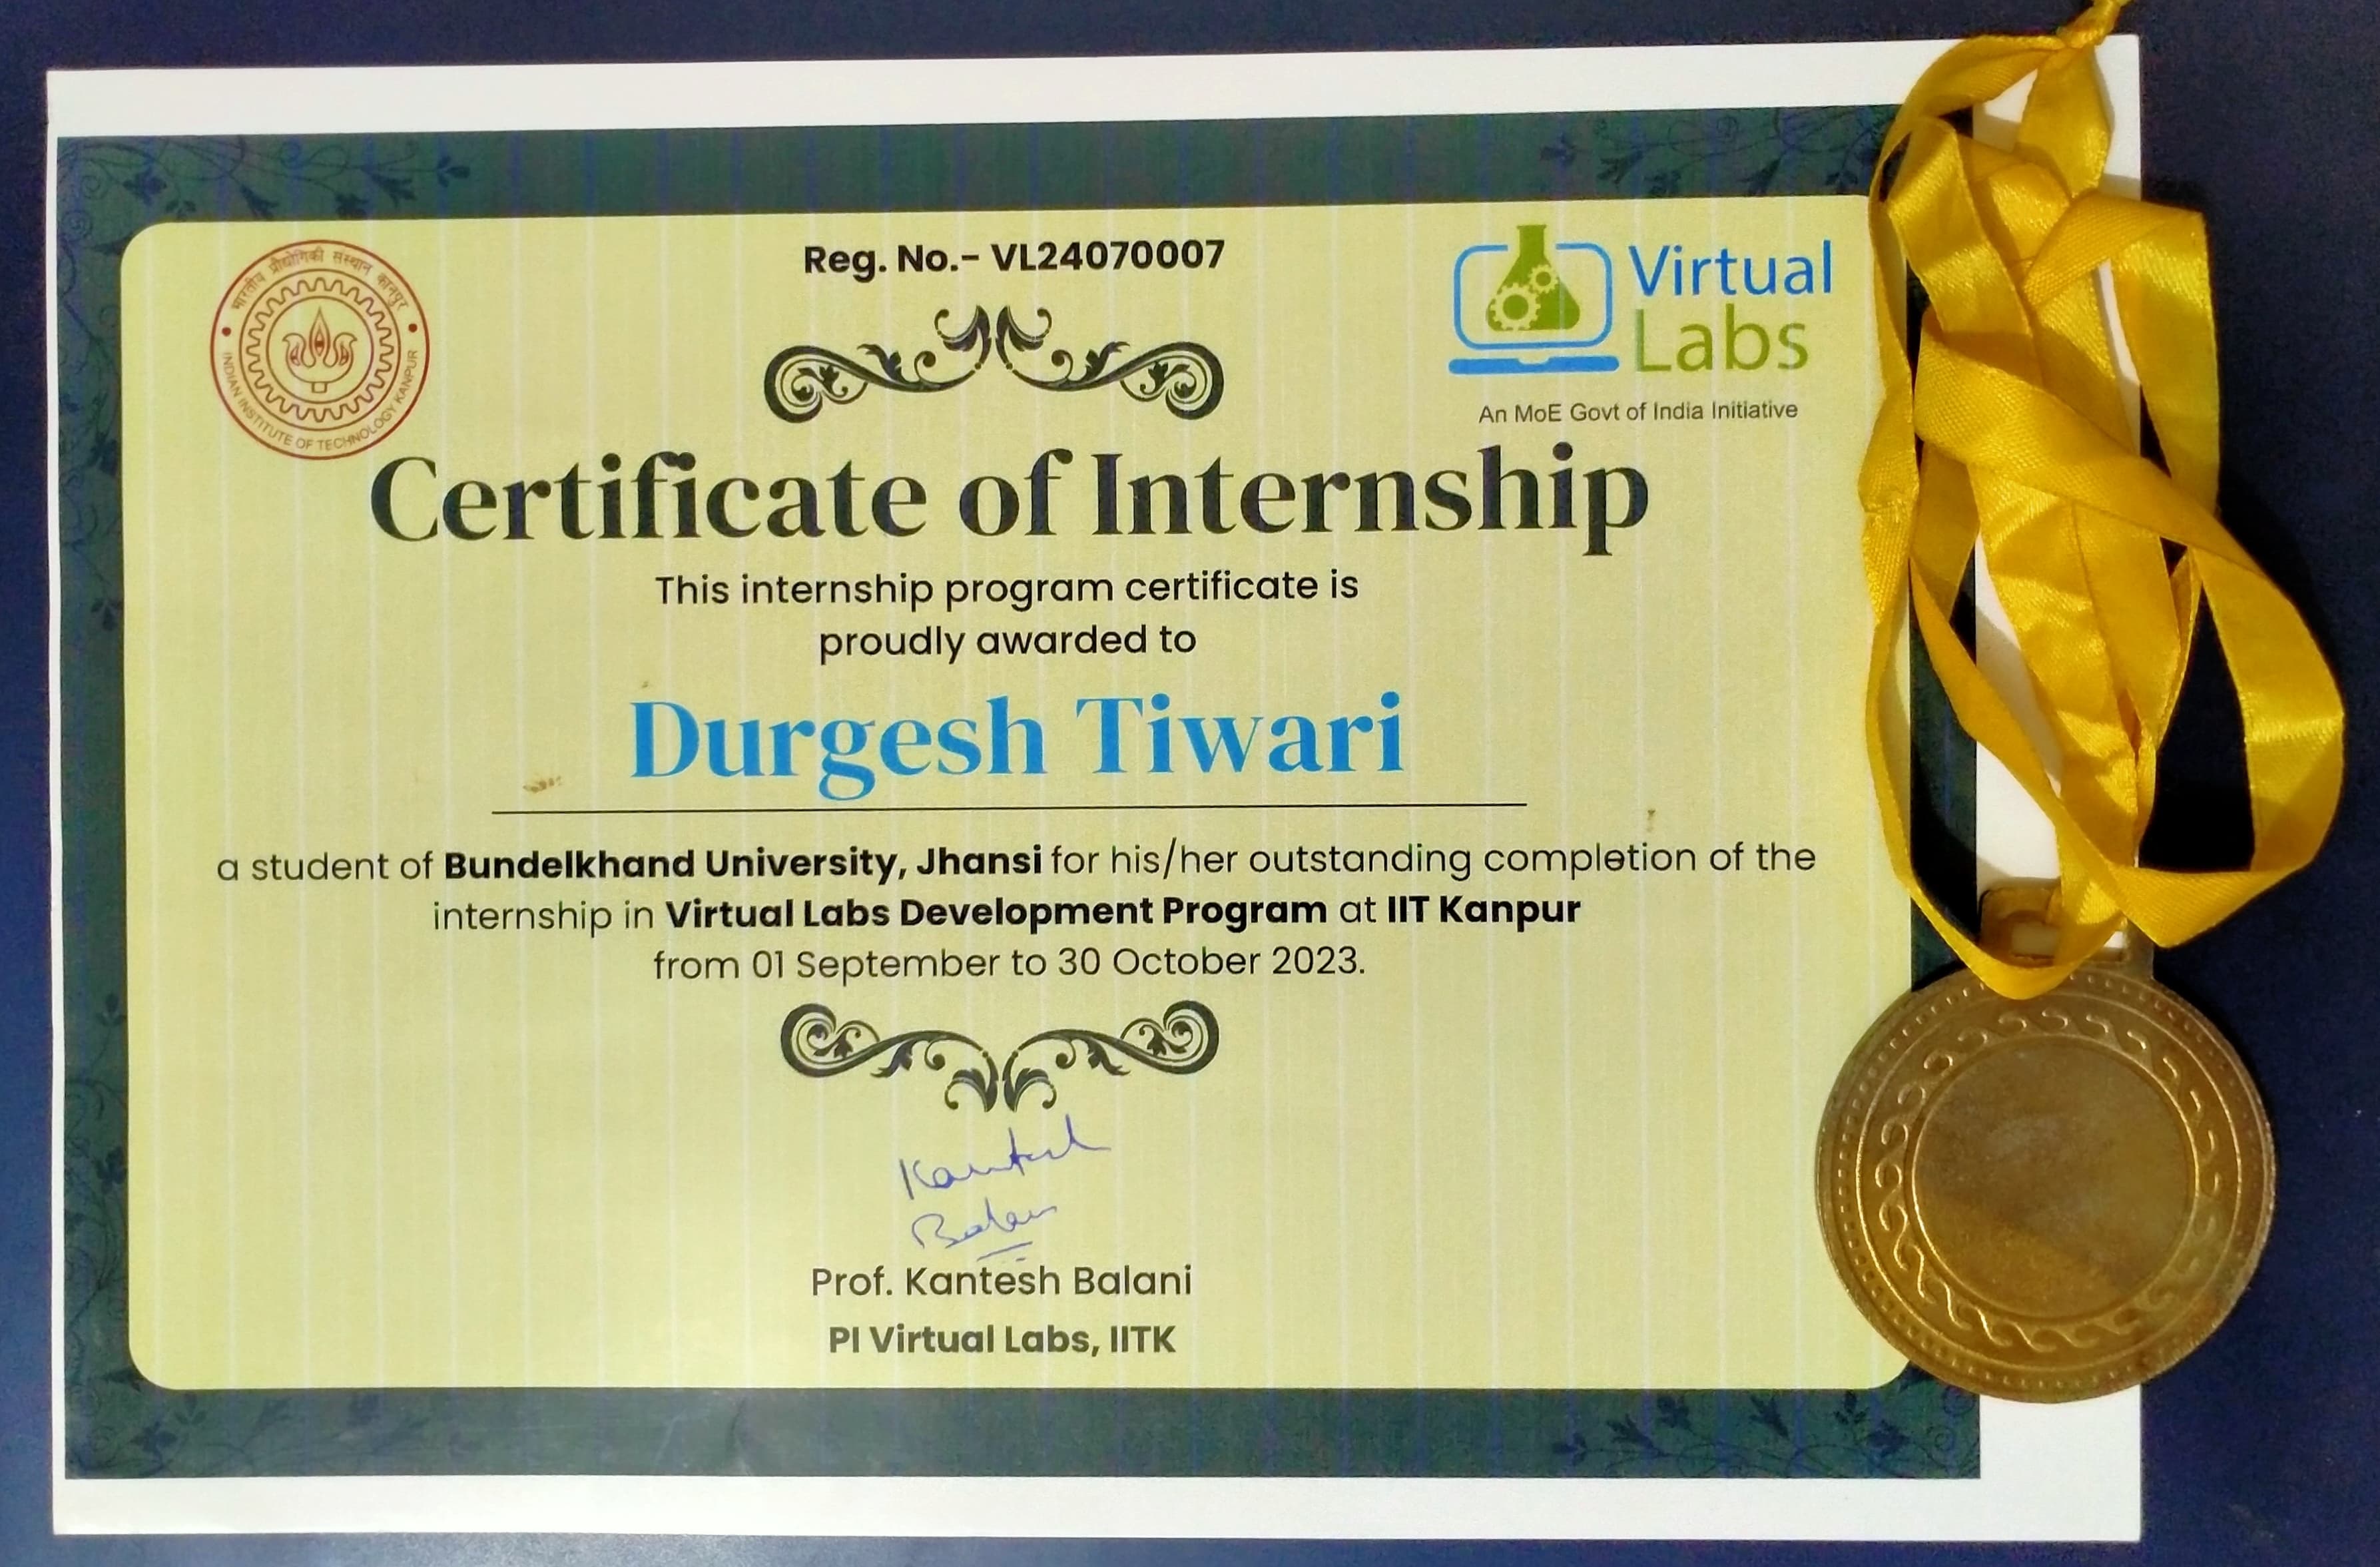 Reg. No.- VL24070007
भारतीय प्रौद्योगिकी संस्थान कानपुर
INDIAN INSTITUTE OF TECHNOLOGY KANPUR
Virtual
Labs
An MoE Govt of India Initiative
Certificate of Internship
This internship program certificate is
proudly awarded to
Durgesh Tiwari
a student of Bundelkhand University, Jhansi for his/her outstanding completion of the
internship in Virtual Labs Development Program at IIT Kanpur
from 01 September to 30 October 2023.
Kantesh
Balani
Prof. Kantesh Balani
PI Virtual Labs, IITK